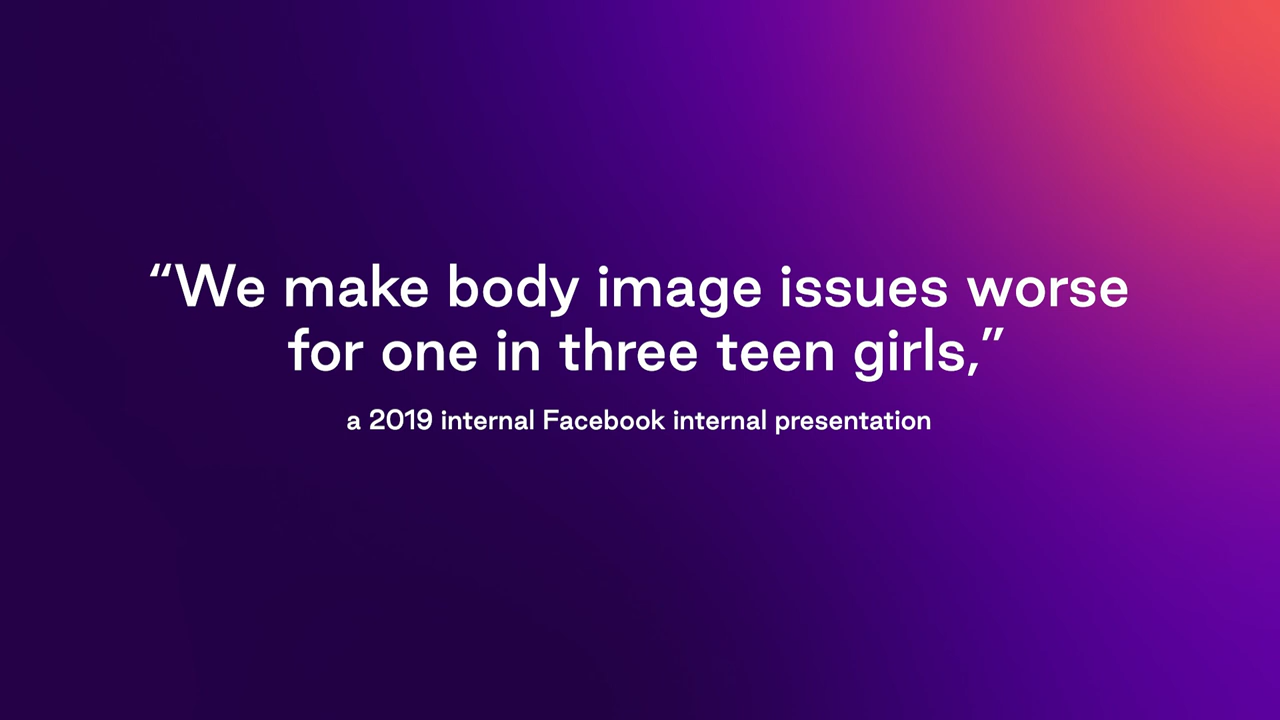 “We make body image issues worse
for one in three teen girls,”
a 2019 internal Facebook internal presentation